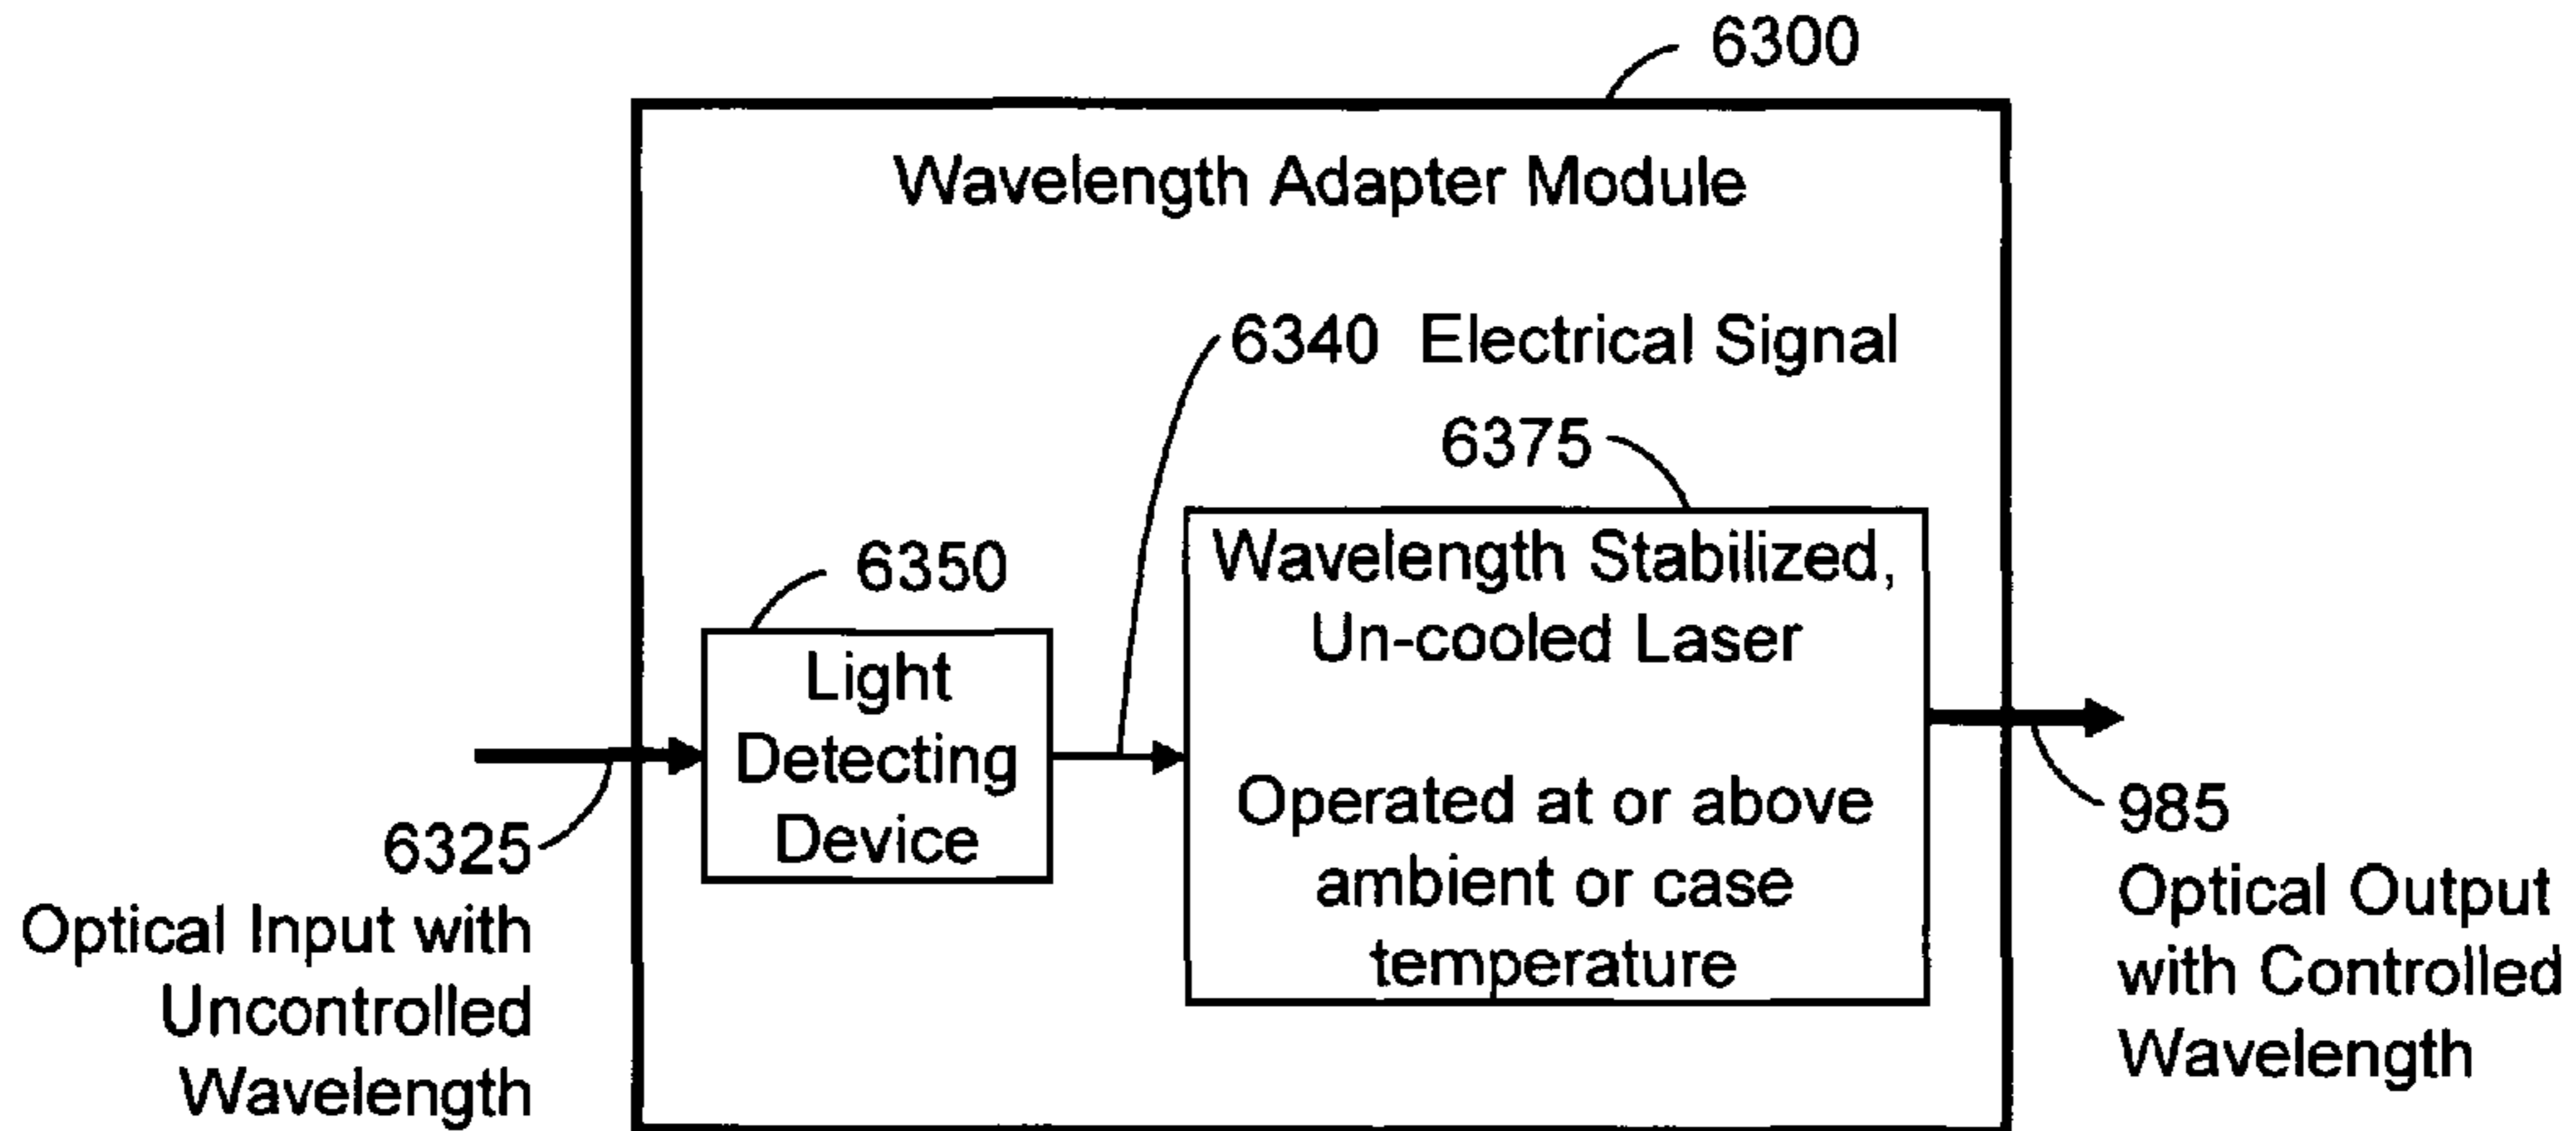 6300
Wavelength Adapter Module
6340 Electrical Signal
6375
Wavelength Stabilized,
Un-cooled Laser
Operated at or above
ambient or case
temperature
6350
Light
Detecting
Device
6325
Optical Input with
Uncontrolled
Wavelength
985
Optical Output
with Controlled
Wavelength